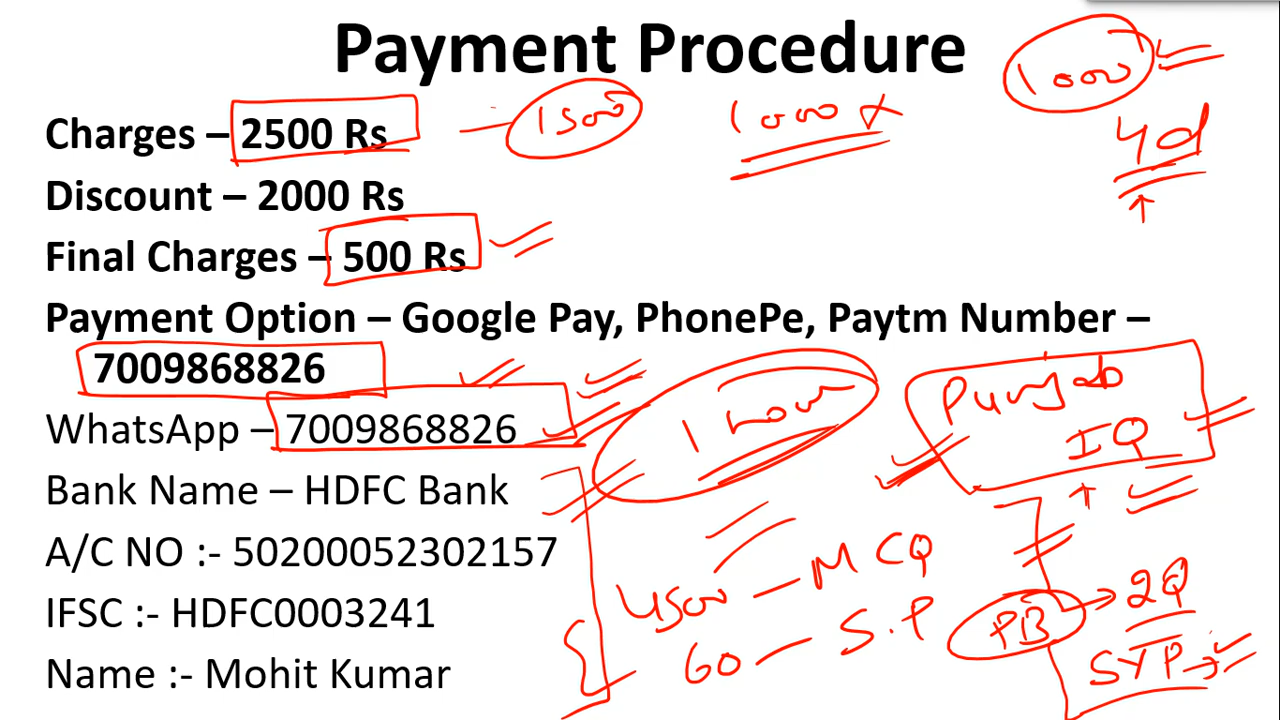 Payment Procedure
1000
Charges – 2500 Rs
1500
1000
4d
Discount – 2000 Rs
Final Charges – 500 Rs
Payment Option – Google Pay, PhonePe, Paytm Number –
7009868826
Punjab
WhatsApp – 7009868826
1 hour
IQ
Bank Name – HDFC Bank
A/C NO :- 50200052302157
4500 – MCQ
2Q
IFSC :- HDFC0003241
60 – S.P
PB
SYP
Name :- Mohit Kumar